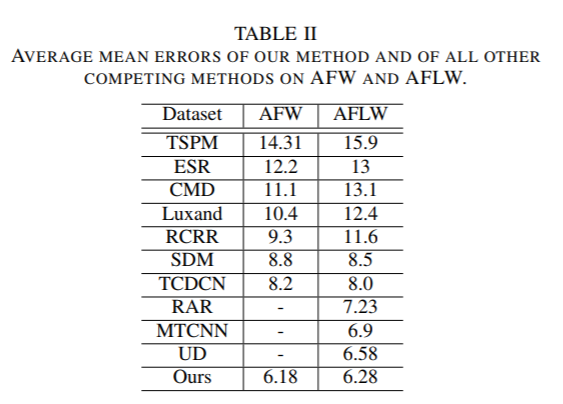 TABLE II
AVERAGE MEAN ERRORS OF OUR METHOD AND OF ALL OTHER
COMPETING METHODS ON AFW AND AFLW.
Dataset AFW AFLW
TSPM 14.31 15.9
ESR 12.2 13
CMD 11.1 13.1
Luxand 10.4 12.4
RCRR 9.3 11.6
SDM 8.8 8.5
TCDCN 8.2 8.0
RAR - 7.23
MTCNN - 6.9
UD - 6.58
Ours 6.18 6.28